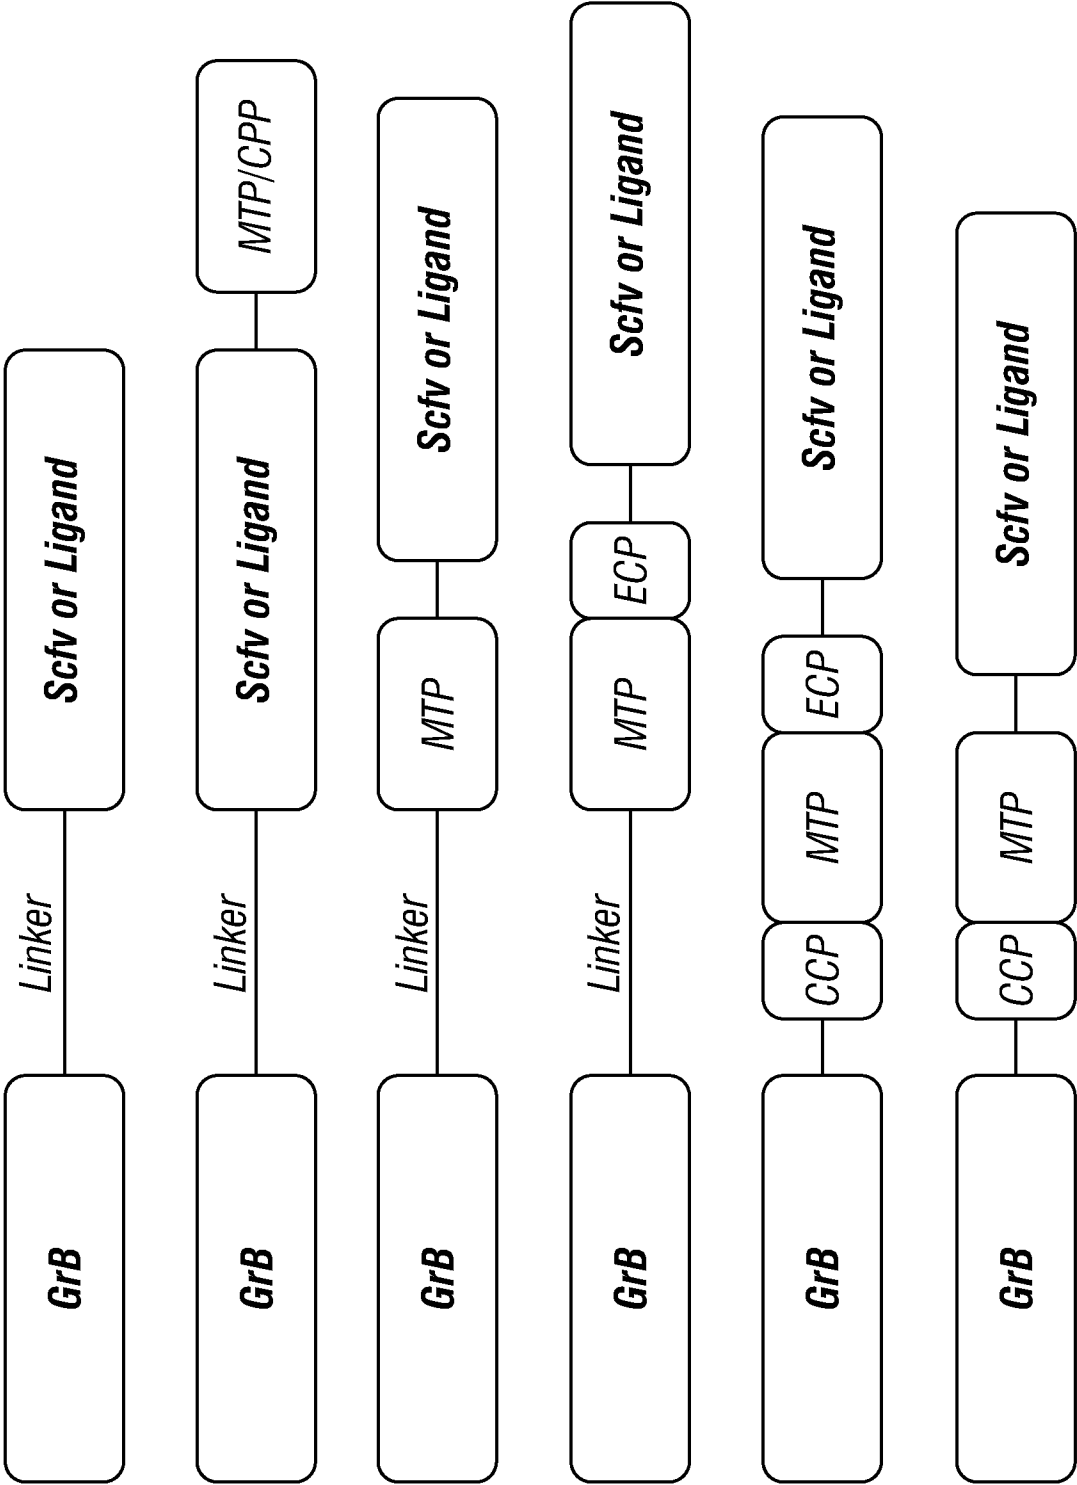 GrB
Linker
Scfv or Ligand
GrB
Linker
Scfv or Ligand
MTP/CPP
GrB
Linker
MTP
Scfv or Ligand
GrB
Linker
MTP
ECP
Scfv or Ligand
GrB
CCP
MTP
ECP
Scfv or Ligand
GrB
CCP
MTP
Scfv or Ligand